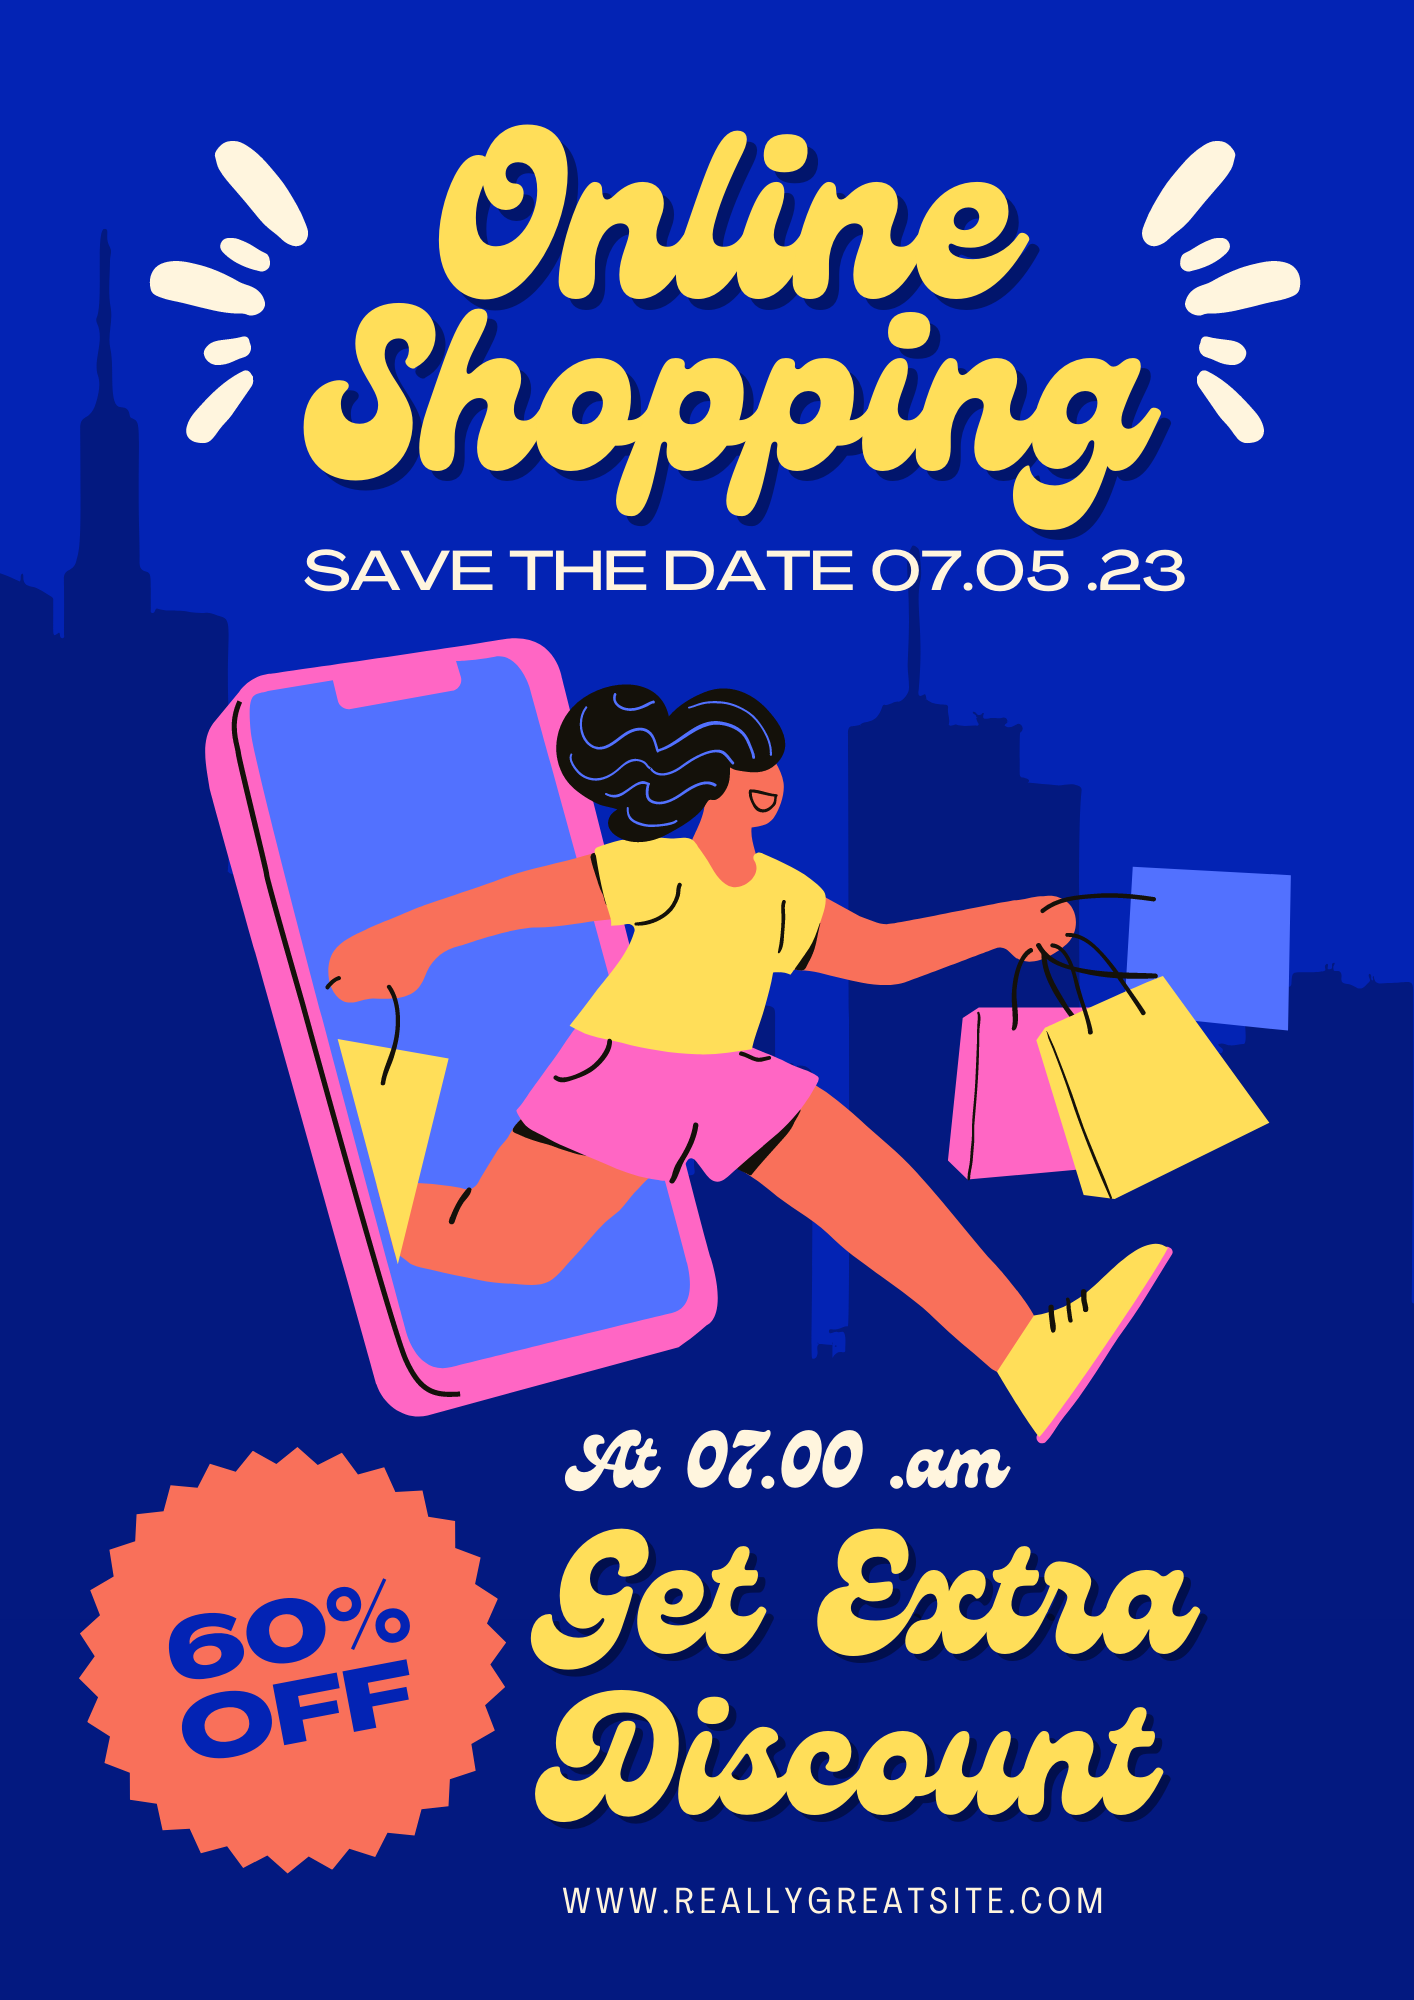 Online
Shopping
SAVE THE DATE 07.05 .23
At 07.00 .am
Get Extra
Discount
60%
OFF
WWW.REALLYGREATSITE.COM